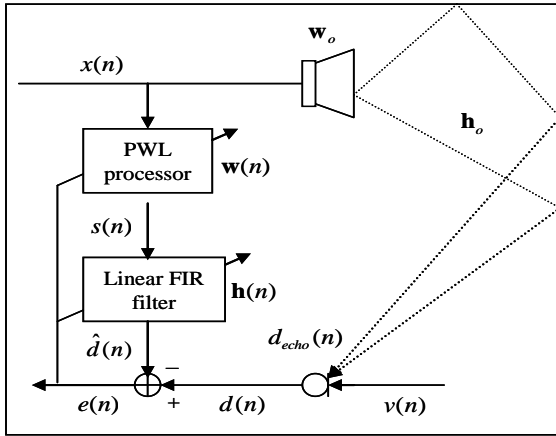 w_o
x(n)
h_o
PWL
processor
w(n)
s(n)
Linear FIR
filter
h(n)
d̂(n)
d_echo(n)
−
+
e(n)
d(n)
v(n)